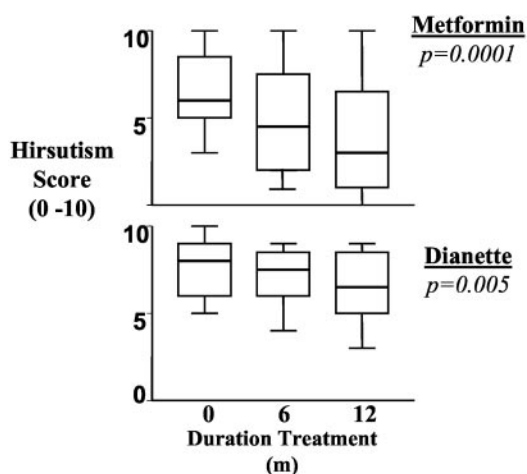 10
Metformin
p=0.0001
5
Hirsutism
Score
(0 -10)
10
Dianette
p=0.005
5
0
0 6 12
Duration Treatment
(m)